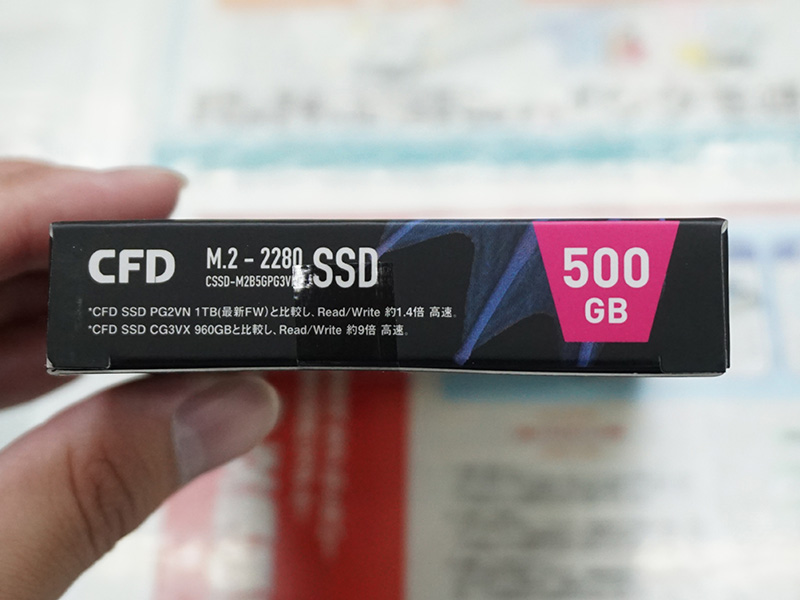 CFD
M.2 - 2280 SSD
500
GB
*CFD SSD PG2VN 1TB(最新FW)と比較し、Read/Write 約1.4倍 高速。
*CFD SSD CG3VX 960GBと比較し、Read/Write 約9倍 高速。